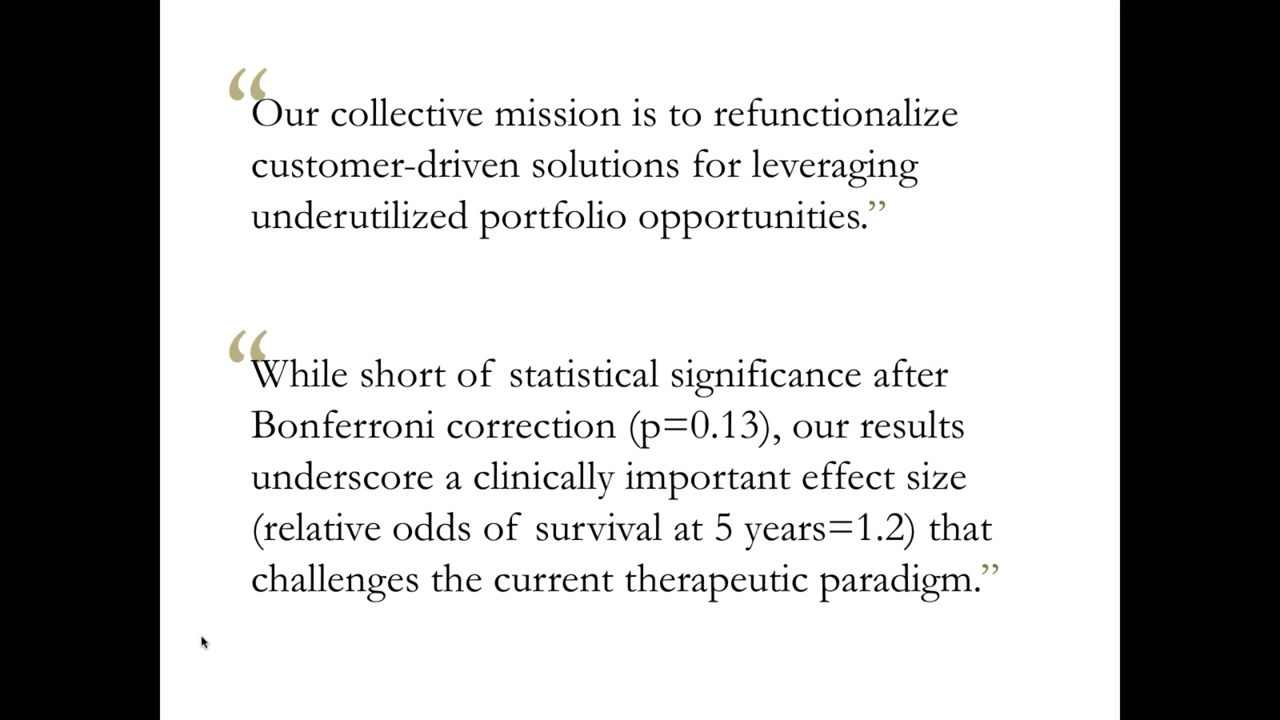 “Our collective mission is to refunctionalize
customer-driven solutions for leveraging
underutilized portfolio opportunities.”
“While short of statistical significance after
Bonferroni correction (p=0.13), our results
underscore a clinically important effect size
(relative odds of survival at 5 years=1.2) that
challenges the current therapeutic paradigm.”